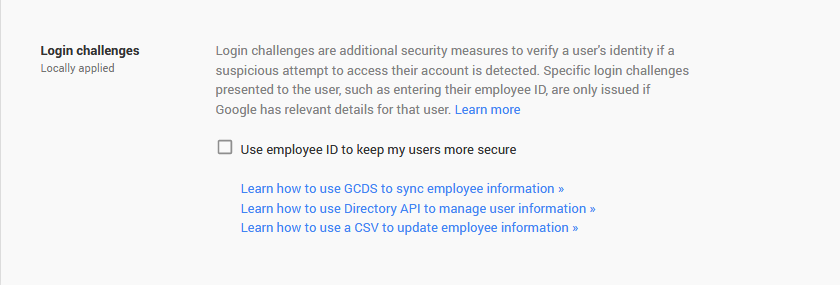 Login challenges
Locally applied
Login challenges are additional security measures to verify a user's identity if a
suspicious attempt to access their account is detected. Specific login challenges
presented to the user, such as entering their employee ID, are only issued if
Google has relevant details for that user. Learn more
Use employee ID to keep my users more secure
Learn how to use GCDS to sync employee information »
Learn how to use Directory API to manage user information »
Learn how to use a CSV to update employee information »